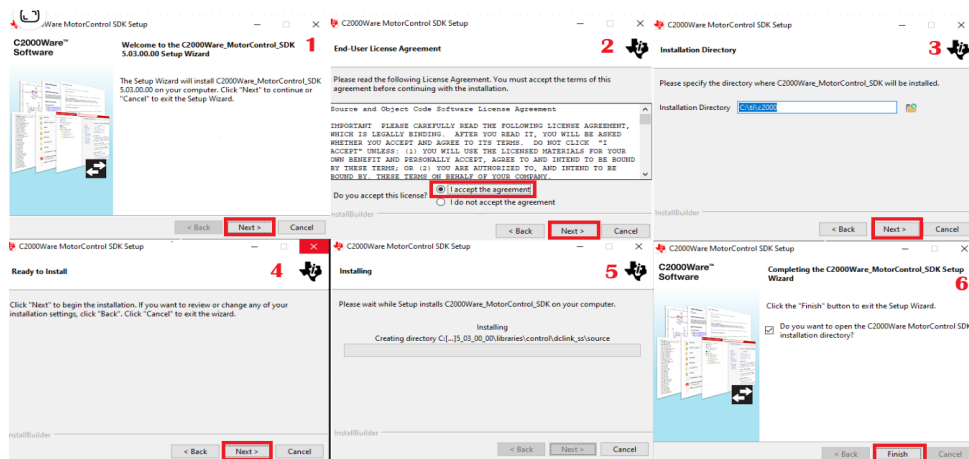 C2000Ware MotorControl SDK Setup
C2000Ware™
Software
Welcome to the C2000Ware_MotorControl_SDK
5.03.00.00 Setup Wizard
1
The Setup Wizard will install C2000Ware_MotorControl_SDK
5.03.00.00 on your computer. Click "Next" to continue or
"Cancel" to exit the Setup Wizard.
< Back Next > Cancel
C2000Ware MotorControl SDK Setup
End-User License Agreement
2
Please read the following License Agreement. You must accept the terms of this
agreement before continuing with the installation.
Source and Object Code Software License Agreement
IMPORTANT PLEASE CAREFULLY READ THE FOLLOWING LICENSE AGREEMENT,
WHICH IS LEGALLY BINDING. AFTER YOU READ IT, YOU WILL BE ASKED
WHETHER YOU ACCEPT AND AGREE TO ITS TERMS. DO NOT CLICK "I
ACCEPT" UNLESS: (1) YOU WILL USE THE LICENSED MATERIALS FOR YOUR
OWN BENEFIT AND PERSONALLY ACCEPT, AGREE TO AND INTEND TO BE BOUND
BY THESE TERMS; OR (2) YOU ARE AUTHORIZED TO, AND INTEND TO BE
BOUND BY, THESE TERMS ON BEHALF OF YOUR COMPANY.
Do you accept this license?
I accept the agreement
I do not accept the agreement
InstallBuilder
< Back Next > Cancel
C2000Ware MotorControl SDK Setup
Installation Directory
3
Please specify the directory where C2000Ware_MotorControl_SDK will be installed.
Installation Directory C:\ti\c2000
InstallBuilder
< Back Next > Cancel
C2000Ware MotorControl SDK Setup
Ready to Install
4
Click "Next" to begin the installation. If you want to review or change any of your
installation settings, click "Back". Click "Cancel" to exit the wizard.
InstallBuilder
< Back Next > Cancel
C2000Ware MotorControl SDK Setup
Installing
5
Please wait while Setup installs C2000Ware_MotorControl_SDK on your computer.
Installing
Creating directory C:[...]5_03_00_00\libraries\control\dclink_ss\source
InstallBuilder
< Back Next > Cancel
C2000Ware MotorControl SDK Setup
C2000Ware™
Software
Completing the C2000Ware_MotorControl_SDK Setup
Wizard
6
Click the "Finish" button to exit the Setup Wizard.
Do you want to open the C2000Ware MotorControl SDK
installation directory?
< Back Finish Cancel